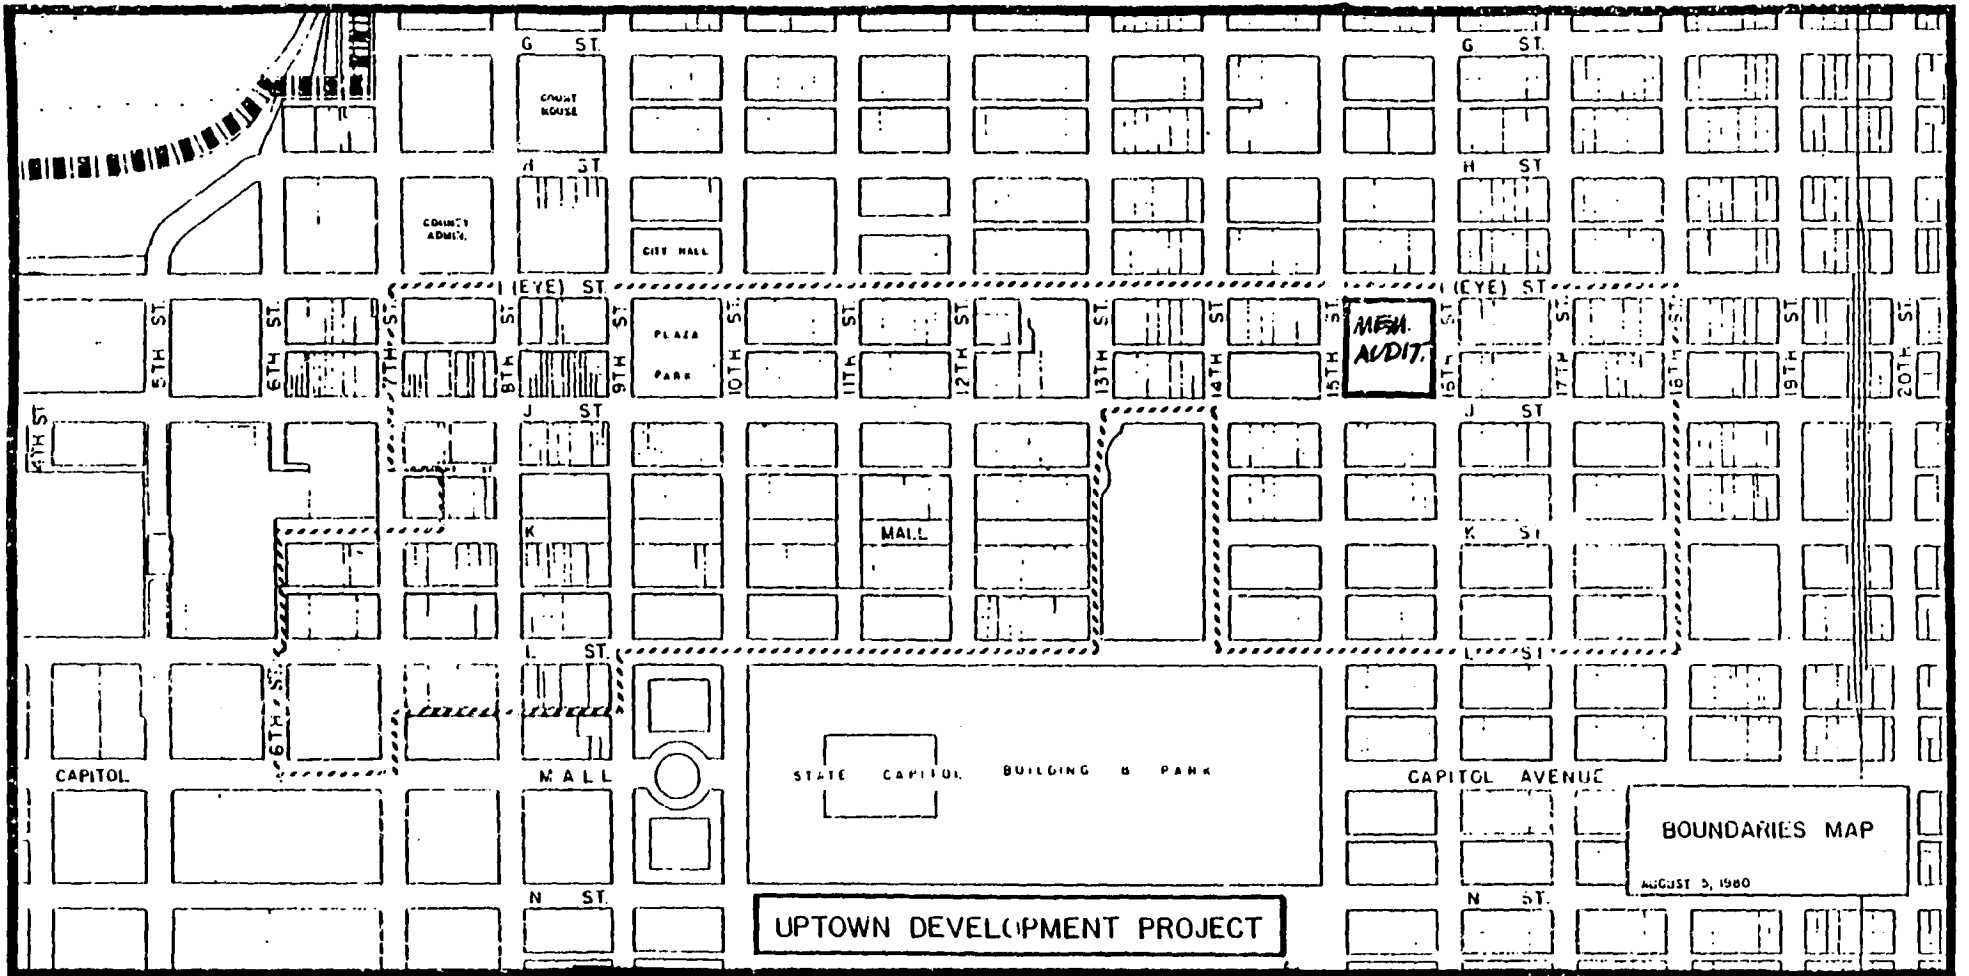 G ST.
G ST.
COURT
HOUSE
H ST.
H ST
COUNTY
ADMIN.
CITY HALL
I (EYE) ST.
I (EYE) ST
5TH ST.
6TH ST.
7TH ST.
8TH ST.
9TH ST.
10TH ST.
11TH ST.
12TH ST.
13TH ST.
14TH ST.
15TH ST.
16TH ST
17TH ST.
18TH ST.
19TH ST.
20TH ST.
PLAZA
PARK
MEM.
AUDIT.
4TH ST.
J ST
J ST
K
MALL
K ST
L ST.
L ST
6TH ST.
CAPITOL
MALL
STATE CAPITOL BUILDING & PARK
CAPITOL AVENUE
BOUNDARIES MAP
AUGUST 5, 1980
N ST.
N ST.
UPTOWN DEVELOPMENT PROJECT